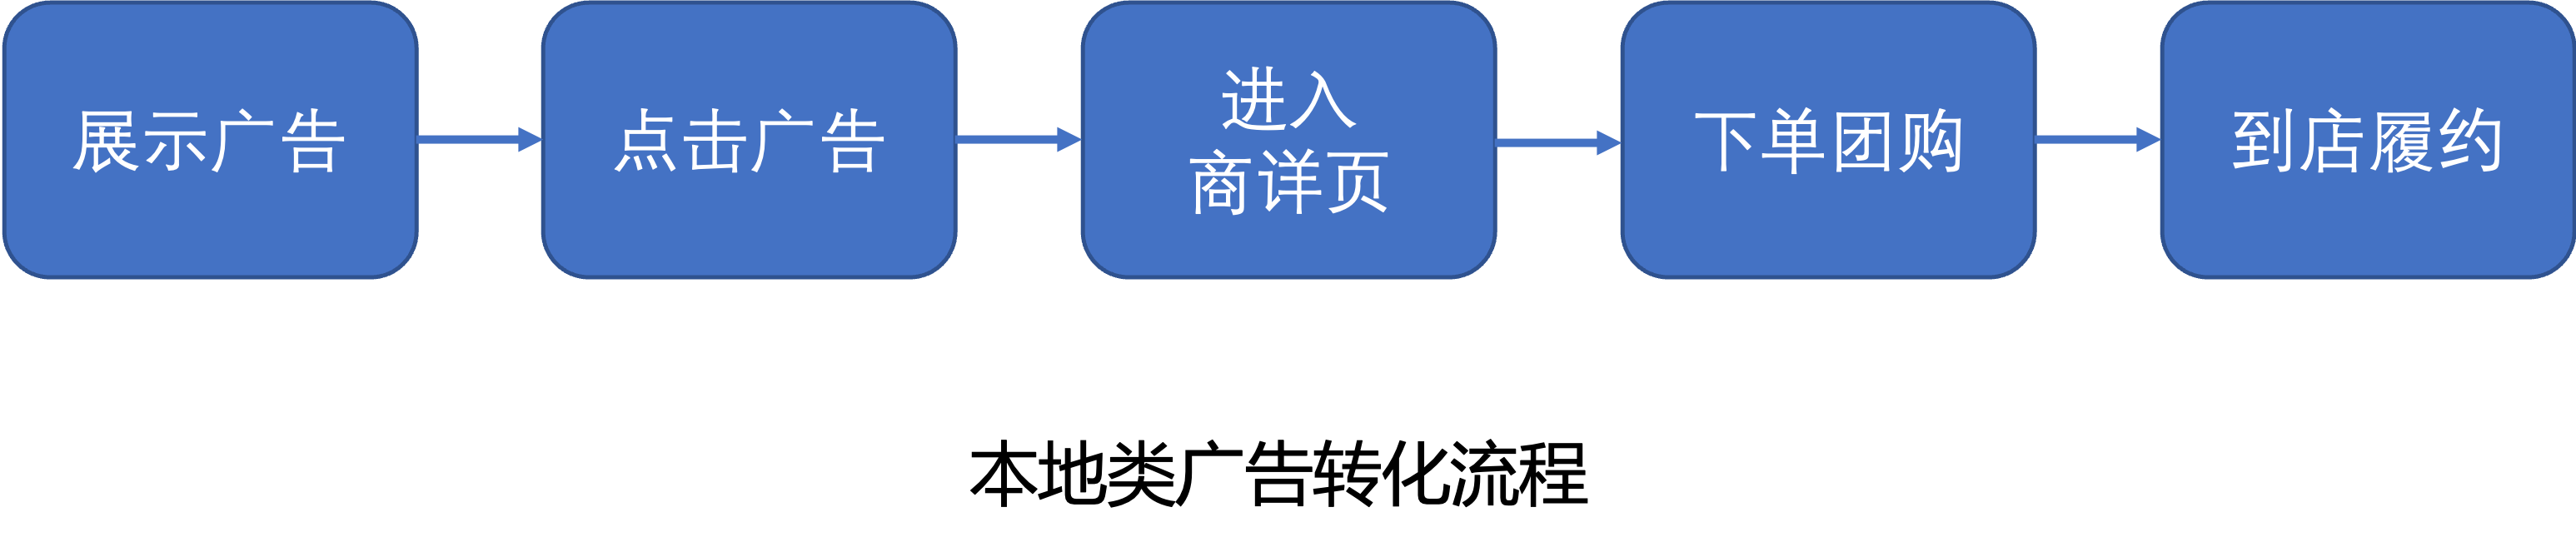 展示广告
点击广告
进入
商详页
下单团购
到店履约
本地类广告转化流程